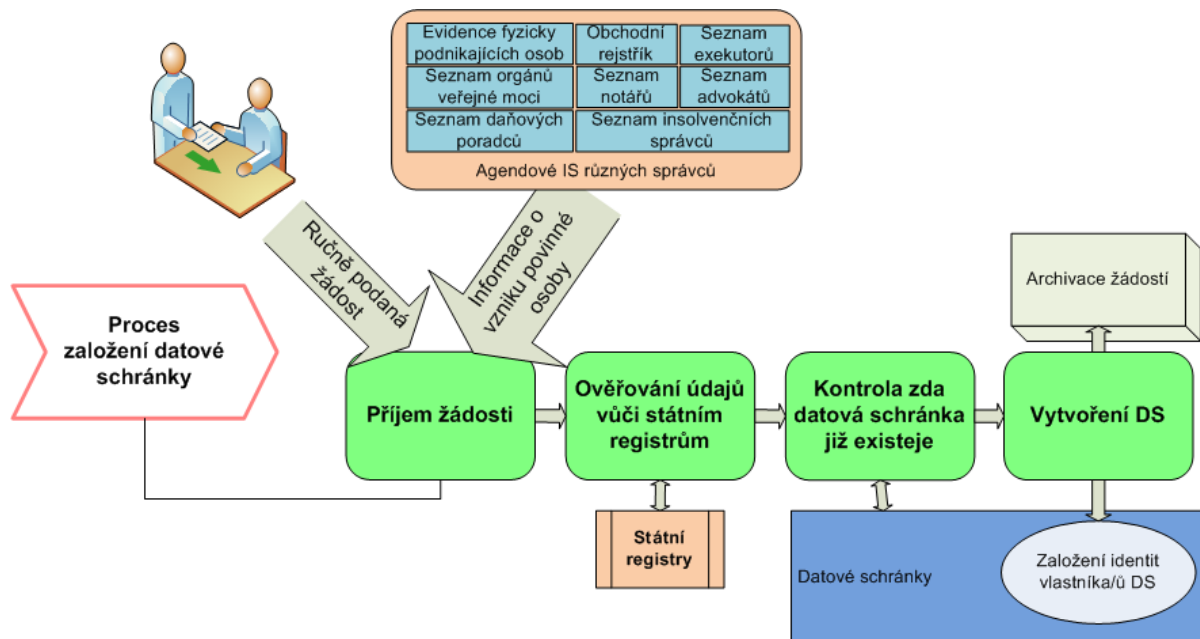 Evidence fyzicky
podnikajících osob
Obchodní
rejstřík
Seznam
exekutorů
Seznam orgánů
veřejné moci
Seznam
notářů
Seznam
advokátů
Seznam daňových
poradců
Seznam insolvenčních
správců
Agendové IS různých správců
Ručně podaná
žádost
Informace o
vzniku povinné
osoby
Archivace žádostí
Proces
založení datové
schránky
Příjem žádosti
Ověřování údajů
vůči státním
registrům
Kontrola zda
datová schránka
již existeje
Vytvoření DS
Státní
registry
Datové schránky
Založení identit
vlastníka/ů DS